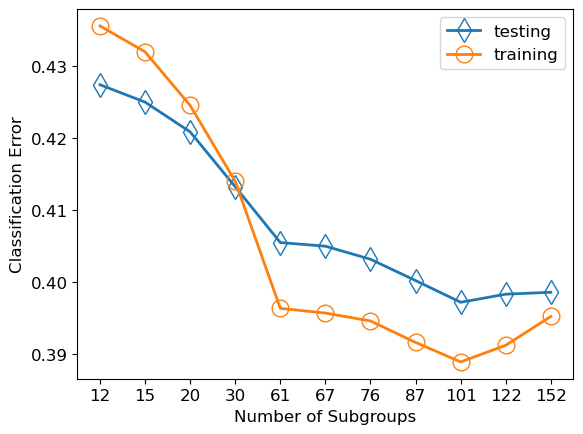 testing
training
0.43
0.42
0.41
0.40
0.39
Classification Error
12 15 20 30 61 67 76 87 101 122 152
Number of Subgroups